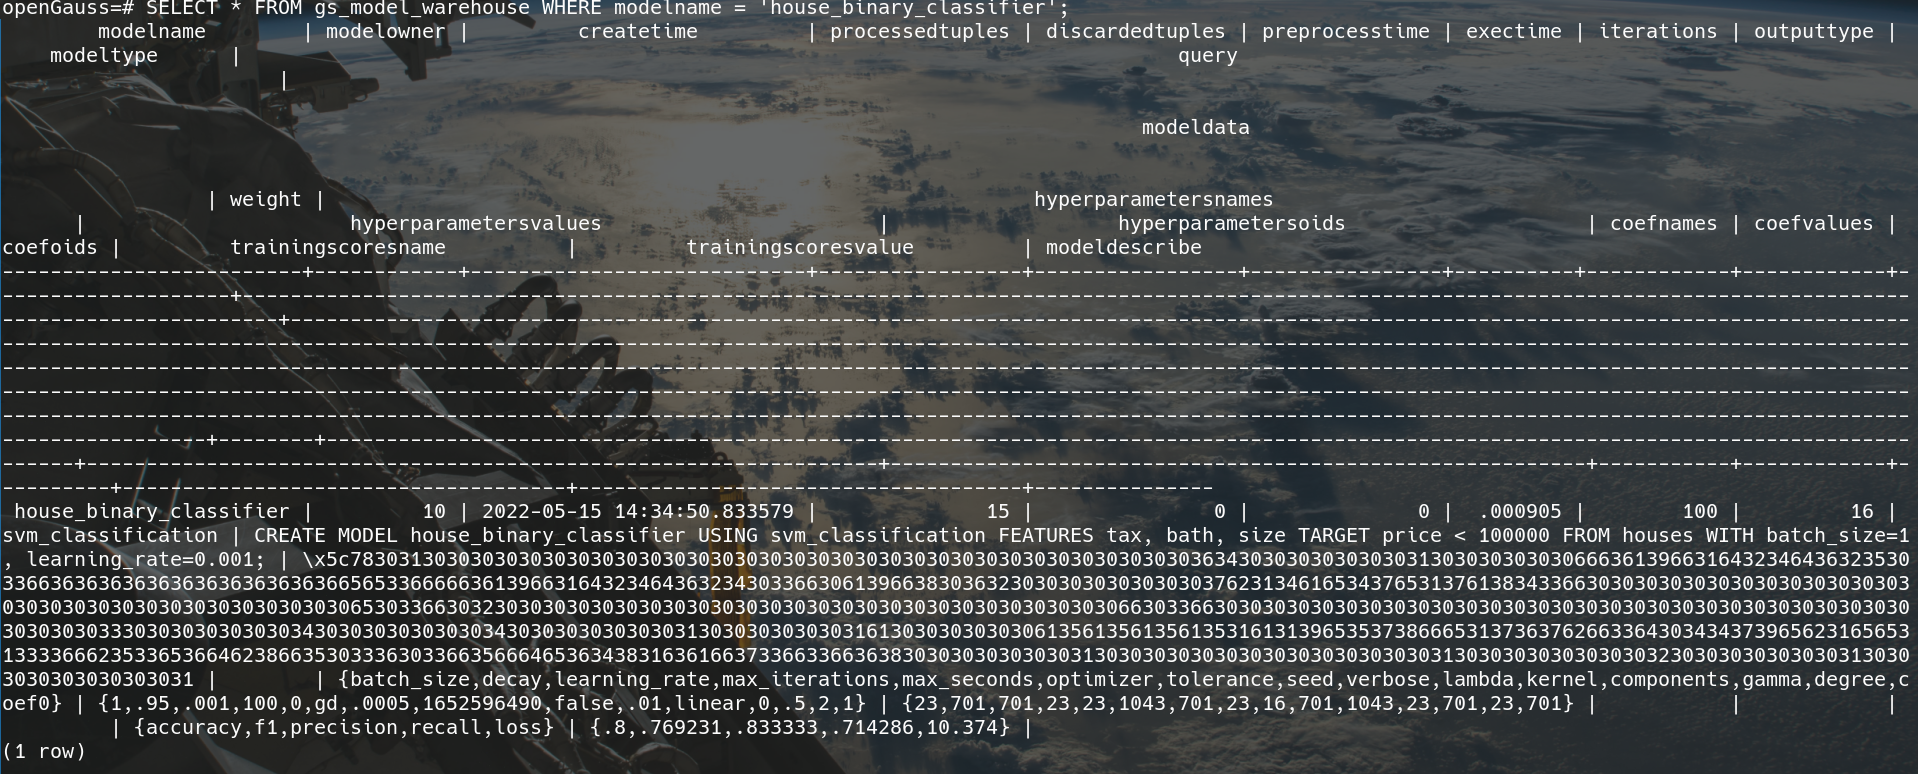 openGauss=# SELECT * FROM gs_model_warehouse WHERE modelname = 'house_binary_classifier';
modelname | modelowner | createtime | processedtuples | discardedtuples | preprocesstime | exectime | iterations | outputtype |
modeltype | query
|
modeldata
| weight | hyperparametersnames
| hyperparametersvalues | hyperparametersoids | coefnames | coefvalues |
coefoids | trainingscoresname | trainingscoresvalue | modeldescribe
house_binary_classifier | 10 | 2022-05-15 14:34:50.833579 | 15 | 0 | 0 | .000905 | 100 | 16 |
svm_classification | CREATE MODEL house_binary_classifier USING svm_classification FEATURES tax, bath, size TARGET price < 100000 FROM houses WITH batch_size=1
, learning_rate=0.001; |
3030303030303031 | | {batch_size,decay,learning_rate,max_iterations,max_seconds,optimizer,tolerance,seed,verbose,lambda,kernel,components,gamma,degree,c
oef0} | {1,.95,.001,100,0,gd,.0005,1652596490,false,.01,linear,0,.5,2,1} | {23,701,701,23,23,1043,701,23,16,701,1043,23,701,23,701} | | |
| {accuracy,f1,precision,recall,loss} | {.8,.769231,.833333,.714286,10.374} |
(1 row)